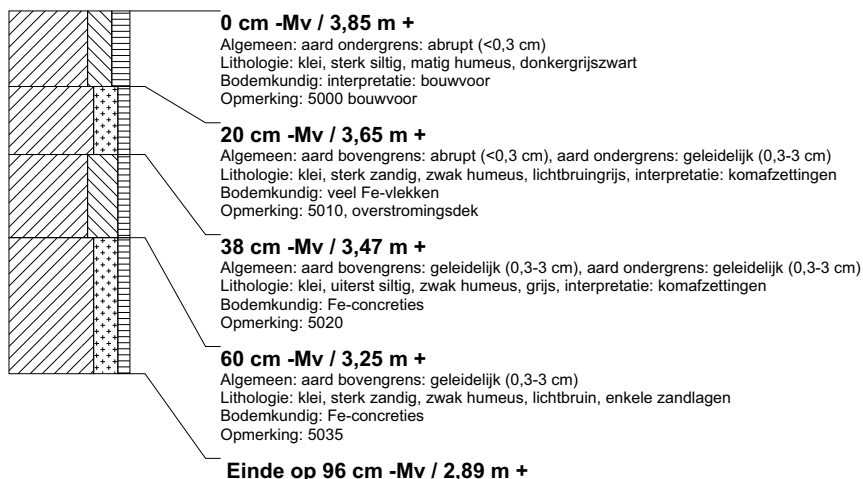 0 cm -Mv / 3,85 m +
Algemeen: aard ondergrens: abrupt (<0,3 cm)
Lithologie: klei, sterk siltig, matig humeus, donkergrijszwart
Bodemkundig: interpretatie: bouwvoor
Opmerking: 5000 bouwvoor
20 cm -Mv / 3,65 m +
Algemeen: aard bovengrens: abrupt (<0,3 cm), aard ondergrens: geleidelijk (0,3-3 cm)
Lithologie: klei, sterk zandig, zwak humeus, lichtbruingrijs, interpretatie: komafzettingen
Bodemkundig: veel Fe-vlekken
Opmerking: 5010, overstromingsdek
38 cm -Mv / 3,47 m +
Algemeen: aard bovengrens: geleidelijk (0,3-3 cm), aard ondergrens: geleidelijk (0,3-3 cm)
Lithologie: klei, uiterst siltig, zwak humeus, grijs, interpretatie: komafzettingen
Bodemkundig: Fe-concreties
Opmerking: 5020
60 cm -Mv / 3,25 m +
Algemeen: aard bovengrens: geleidelijk (0,3-3 cm)
Lithologie: klei, sterk zandig, zwak humeus, lichtbruin, enkele zandlagen
Bodemkundig: Fe-concreties
Opmerking: 5035
Einde op 96 cm -Mv / 2,89 m +